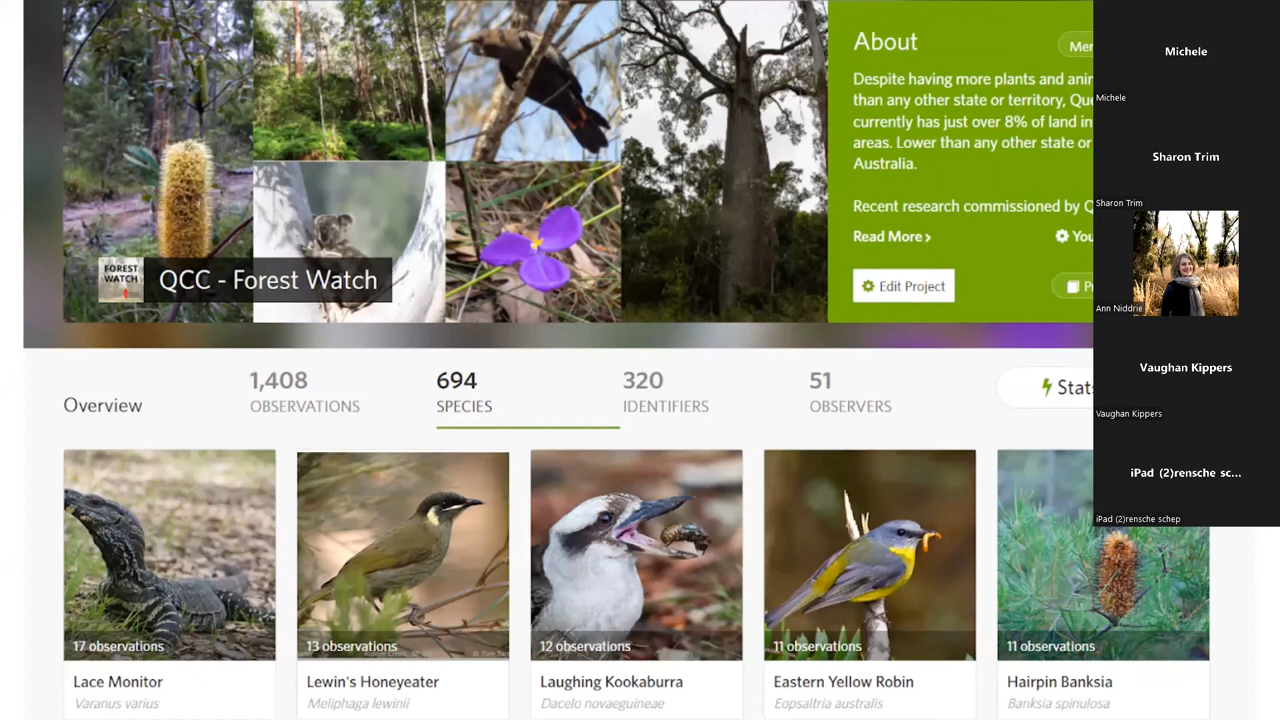 About
Mer
Despite having more plants and anir
than any other state or territory, Que
currently has just over 8% of land in
areas. Lower than any other state or
Australia.
Recent research commissioned by Q
Read More ›
You
Edit Project
P
FOREST
WATCH
QCC - Forest Watch
Overview
1,408
OBSERVATIONS
694
SPECIES
320
IDENTIFIERS
51
OBSERVERS
Stats
17 observations
Lace Monitor
Varanus varius
13 observations
Lewin's Honeyeater
Meliphaga lewinii
12 observations
Laughing Kookaburra
Dacelo novaeguineae
11 observations
Eastern Yellow Robin
Eopsaltria australis
11 observations
Hairpin Banksia
Banksia spinulosa
Michele
Michele
Sharon Trim
Sharon Trim
Ann Niddrie
Vaughan Kippers
Vaughan Kippers
iPad (2)rensche sc...
iPad (2)rensche schep